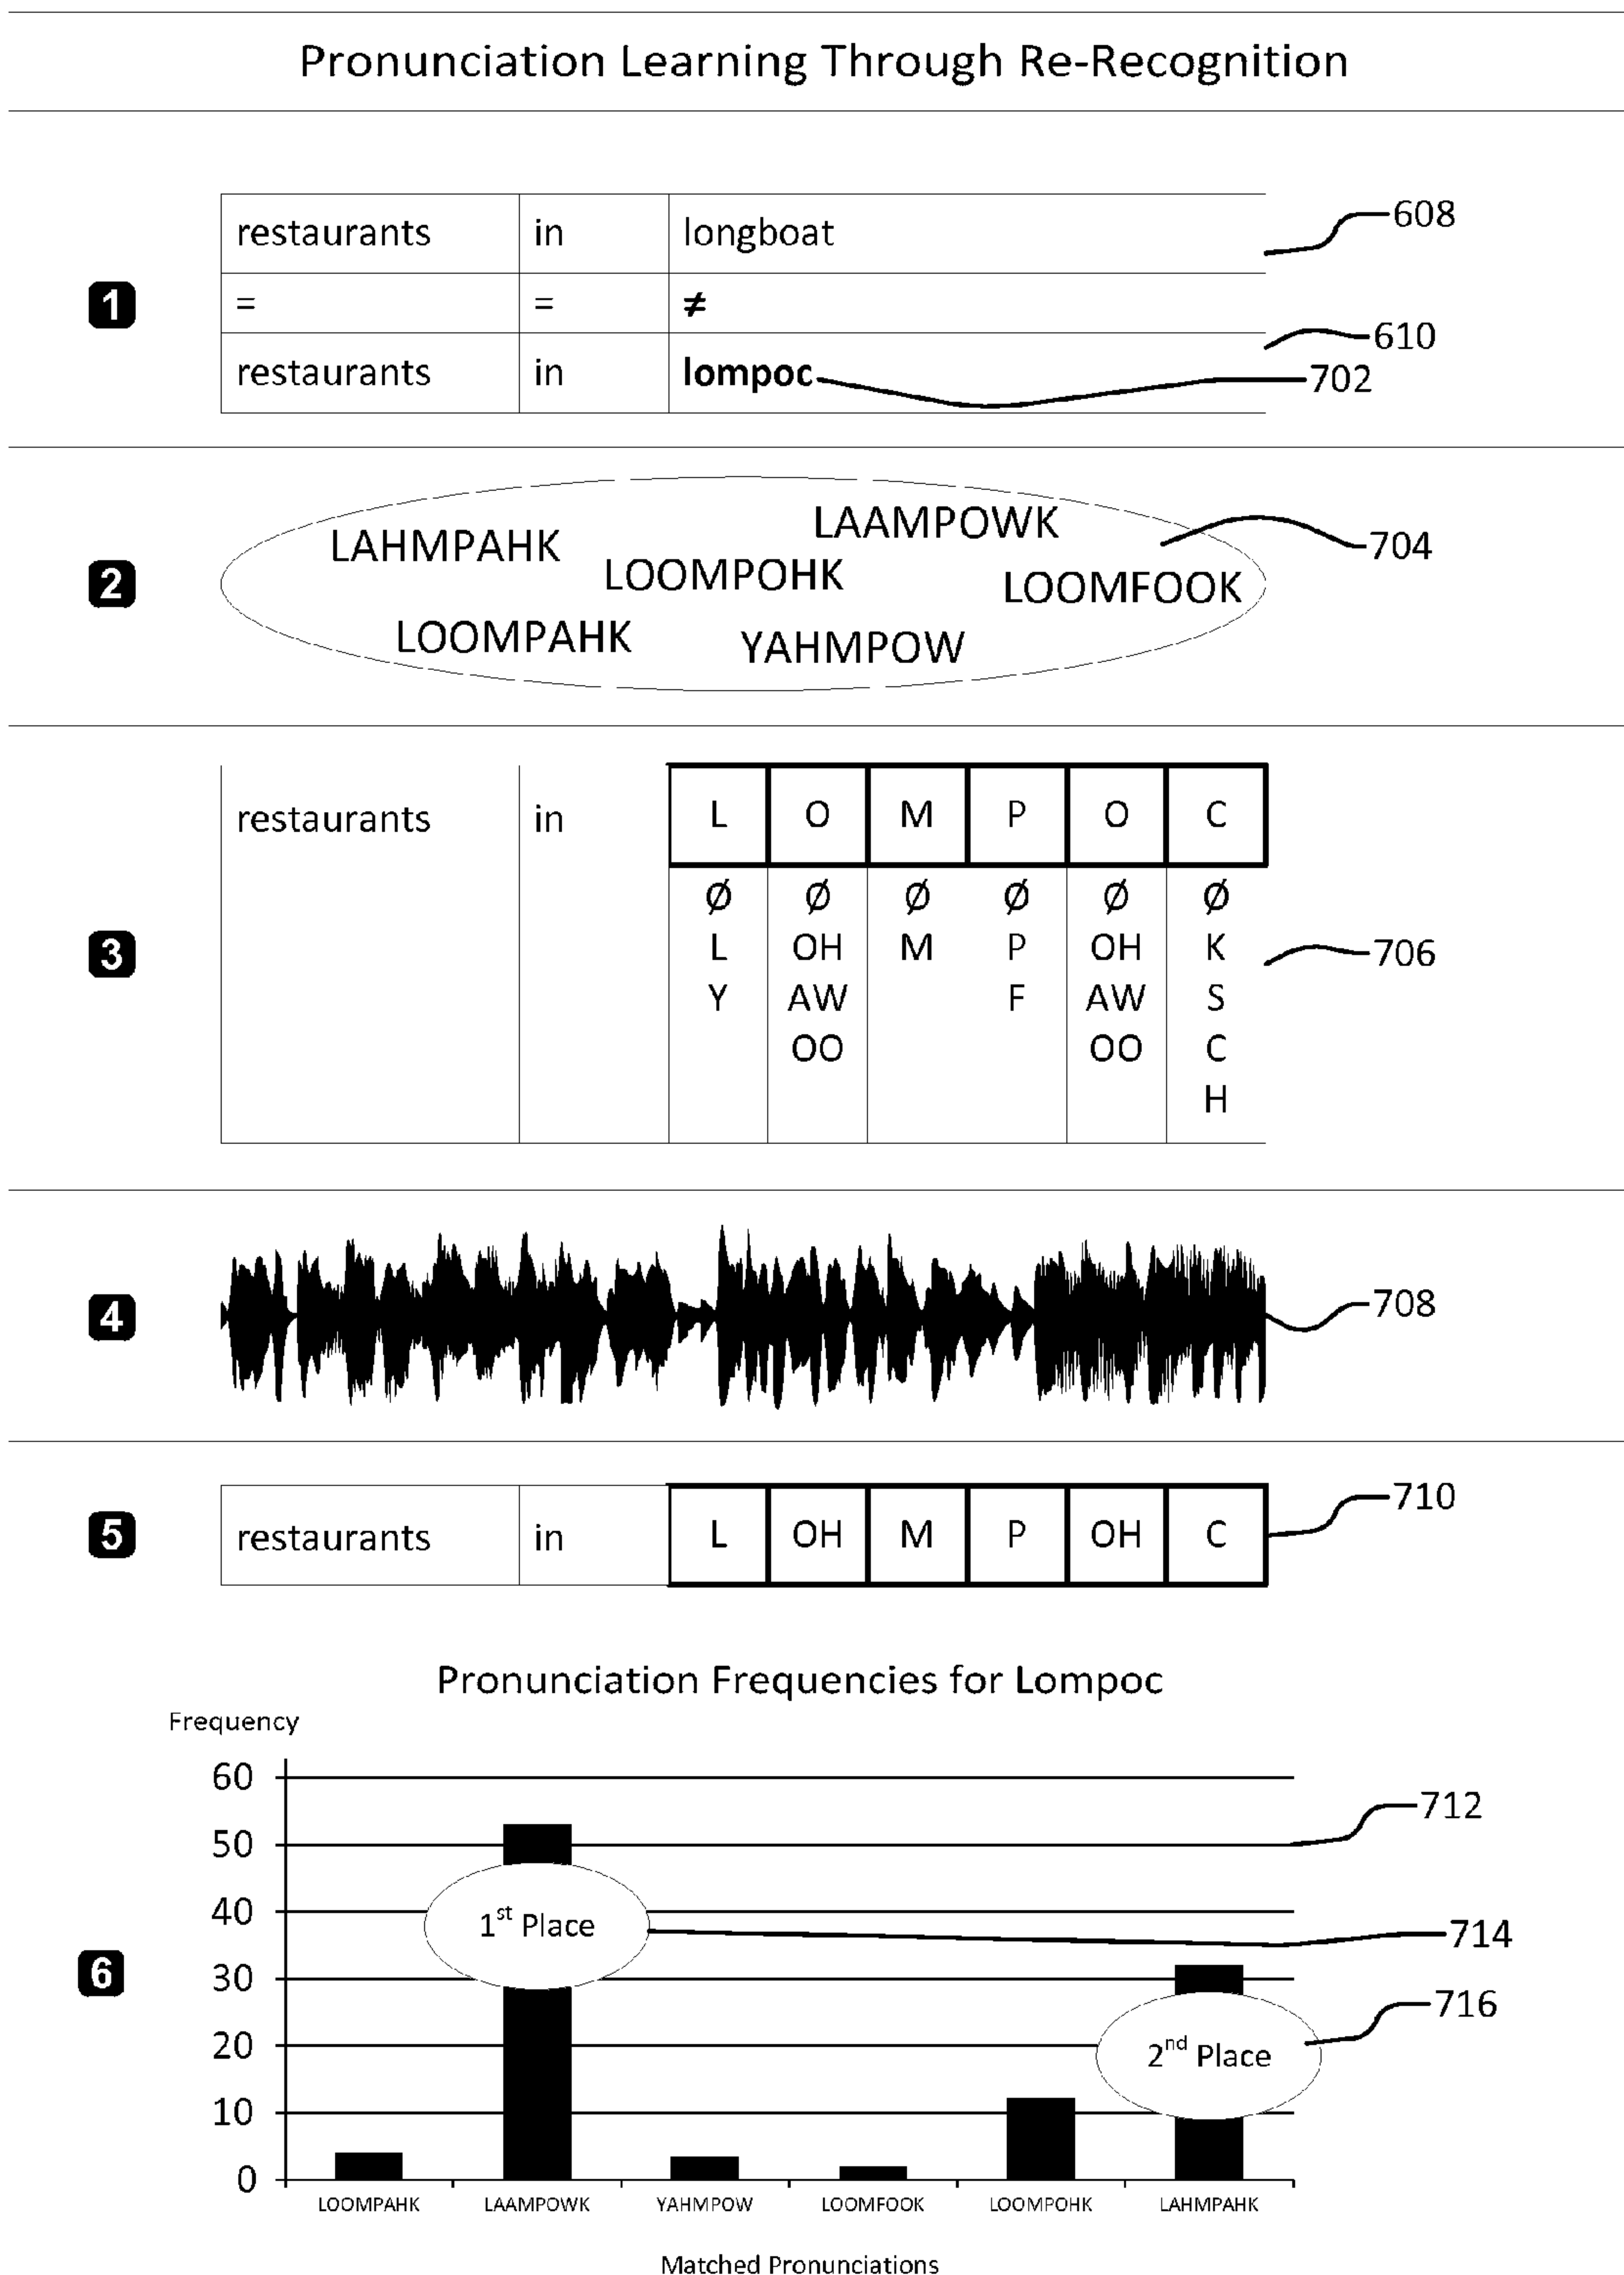 Pronunciation Learning Through Re-Recognition
restaurants in longboat 608
1 = = ≠
610
restaurants in lompoc 702
LAAMPOWK
LAHMPAHK 704
2 LOOMPOHK LOOMFOOK
LOOMPAHK YAHMPOW
restaurants in L O M P O C
Ø Ø Ø Ø Ø Ø
3 L OH M P OH K 706
Y AW F AW S
OO OO C
H
4 708
710
5 restaurants in L OH M P OH C
Pronunciation Frequencies for Lompoc
Frequency
60
712
50
40
1st Place
714
6
30
716
20
2nd Place
10
0
LOOMPAHK LAAMPOWK YAHMPOW LOOMFOOK LOOMPOHK LAHMPAHK
Matched Pronunciations